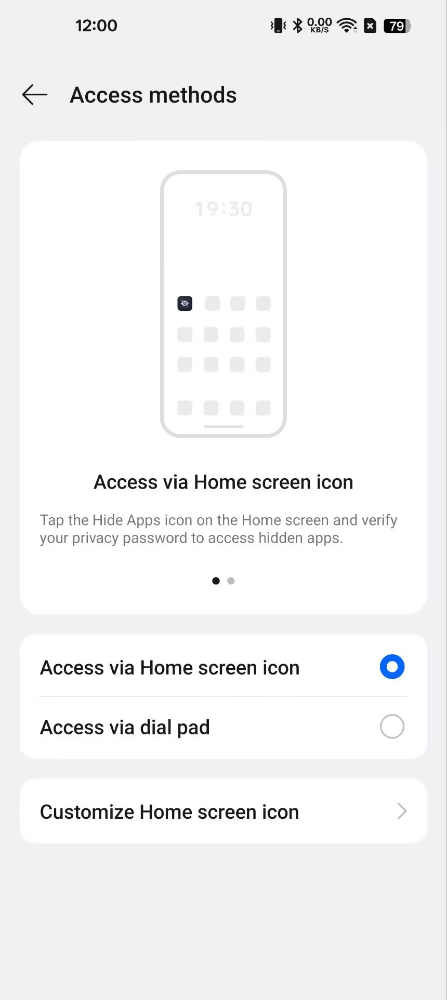 12:00
0.00
KB/S
79
Access methods
19:30
Access via Home screen icon
Tap the Hide Apps icon on the Home screen and verify
your privacy password to access hidden apps.
Access via Home screen icon
Access via dial pad
Customize Home screen icon